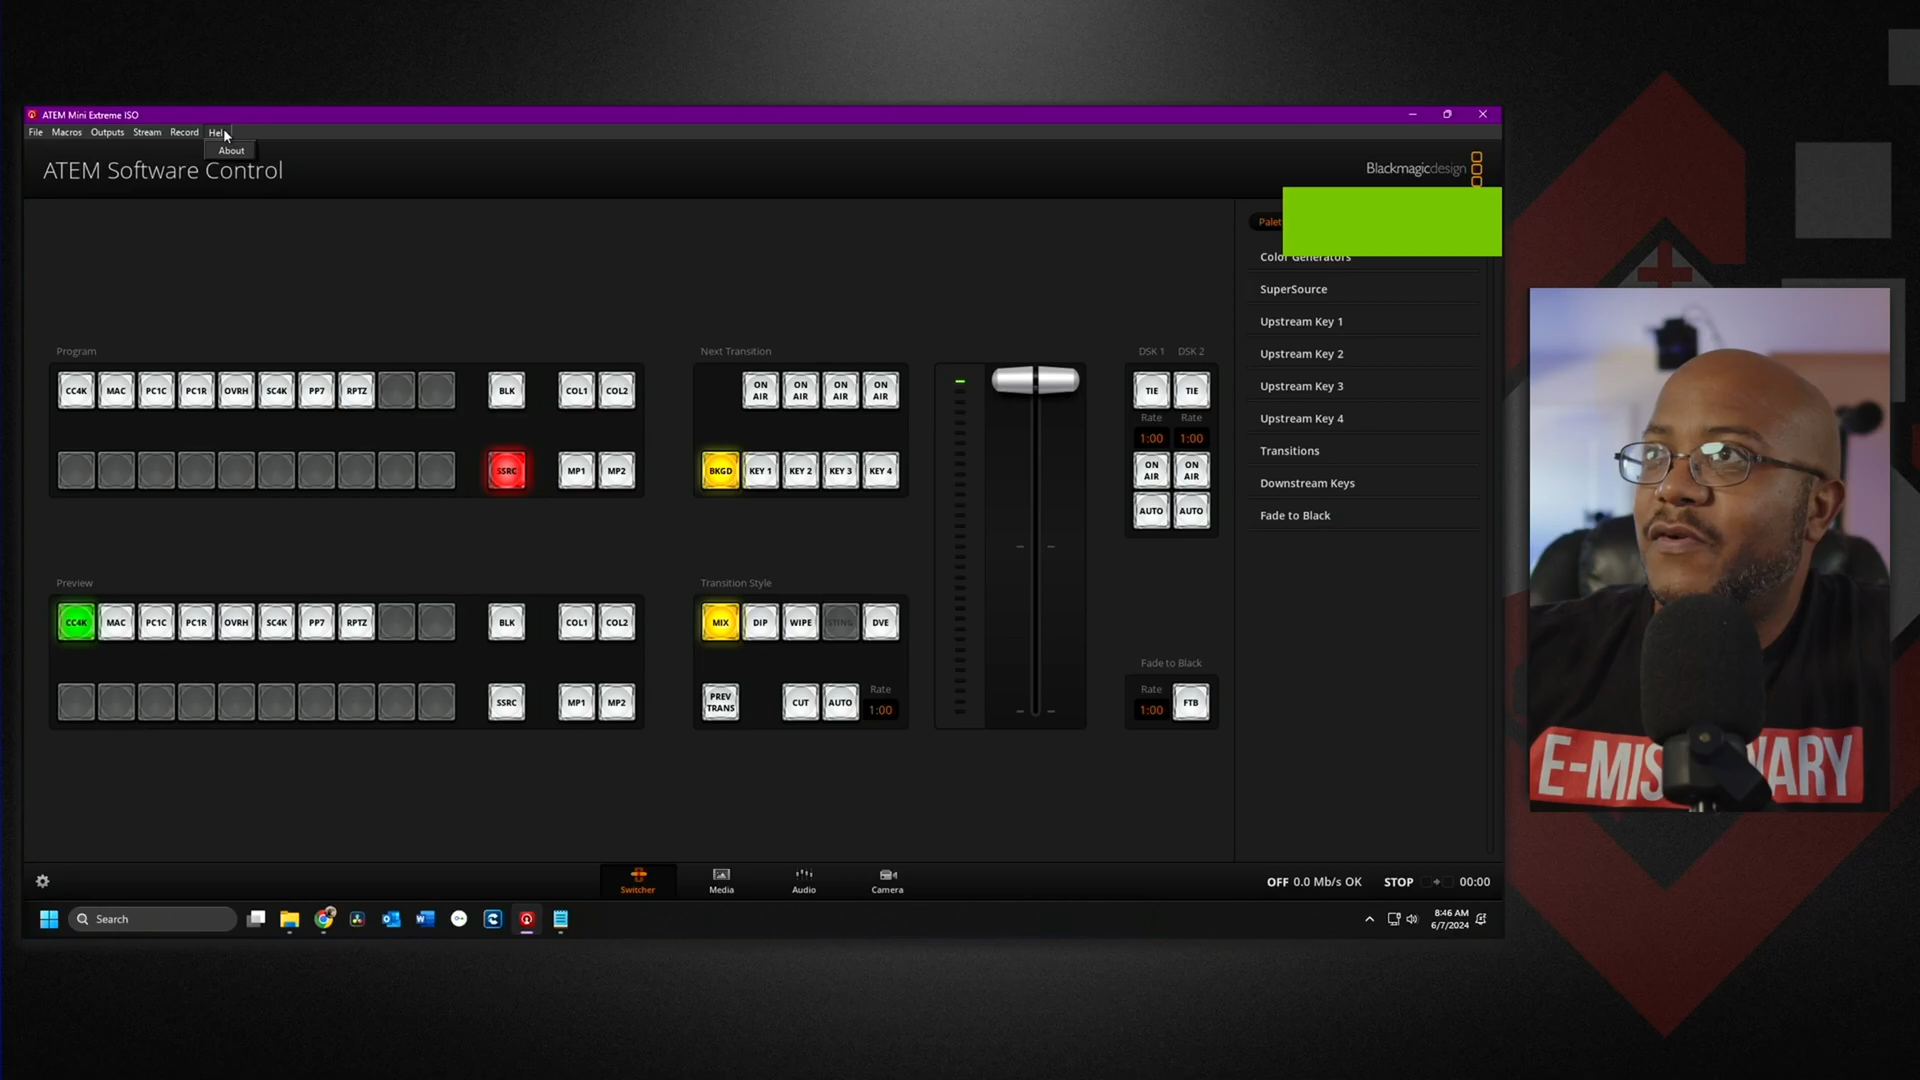 ATEM Mini Extreme ISO
File Macros Outputs Stream Record Hel
About
ATEM Software Control
Blackmagicdesign
Palet
Color Generators
SuperSource
Upstream Key 1
Upstream Key 2
Upstream Key 3
Upstream Key 4
Transitions
Downstream Keys
Fade to Black
Program
CC4K MAC PC1C PC1R OVRH SC4K PP7 RPTZ BLK COL1 COL2
SSRC MP1 MP2
Next Transition
ON AIR ON AIR ON AIR ON AIR
BKGD KEY 1 KEY 2 KEY 3 KEY 4
DSK 1 DSK 2
TIE TIE
Rate Rate
1:00 1:00
ON AIR ON AIR
AUTO AUTO
Preview
CC4K MAC PC1C PC1R OVRH SC4K PP7 RPTZ BLK COL1 COL2
SSRC MP1 MP2
Transition Style
MIX DIP WIPE STING DVE
PREV TRANS CUT AUTO Rate 1:00
Fade to Black
Rate
1:00 FTB
Switcher Media Audio Camera
OFF 0.0 Mb/s OK STOP 00:00
Search
8:46 AM
6/7/2024
E-MIS ARY